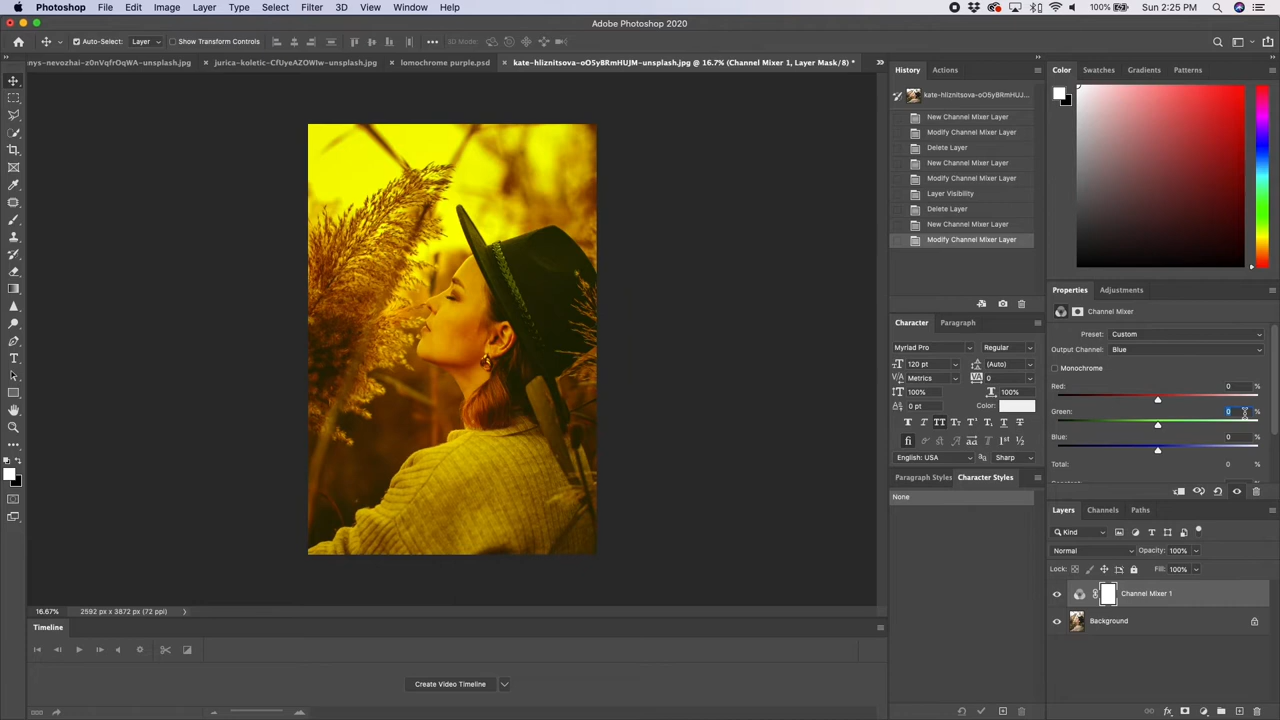 Photoshop File Edit Image Layer Type Select Filter 3D View Window Help 100% Sun 2:25 PM
Adobe Photoshop 2020
Auto-Select: Layer Show Transform Controls 3D Mode:
nys-nevozhai-z0nVqfrOqWA-unsplash.jpg jurica-koletic-CfUyeAZOWIw-unsplash.jpg lomochrome purple.psd kate-hliznitsova-oO5yBRmHUJM-unsplash.jpg @ 16.7% (Channel Mixer 1, Layer Mask/8) *
History Actions
kate-hliznitsova-oO5yBRmHUJ...
New Channel Mixer Layer
Modify Channel Mixer Layer
Delete Layer
New Channel Mixer Layer
Modify Channel Mixer Layer
Layer Visibility
Delete Layer
New Channel Mixer Layer
Modify Channel Mixer Layer
Color Swatches Gradients Patterns
Properties Adjustments
Channel Mixer
Preset: Custom
Output Channel: Blue
Monochrome
Red: 0 %
Green: 0 %
Blue: 0 %
Total: 0 %
Character Paragraph
Myriad Pro Regular
120 pt (Auto)
Metrics 0
100% 100%
0 pt Color:
English: USA Sharp
Paragraph Styles Character Styles
None
Layers Channels Paths
Kind
Normal Opacity: 100%
Lock: Fill: 100%
Channel Mixer 1
Background
16.67% 2592 px x 3872 px (72 ppi)
Timeline
Create Video Timeline